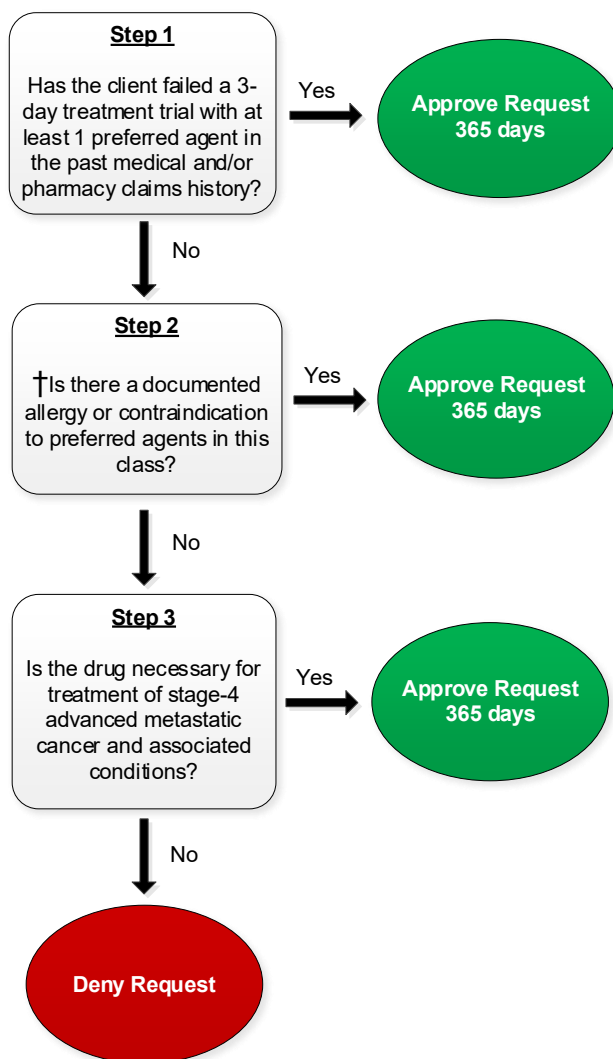 Step 1
Has the client failed a 3-
day treatment trial with at
least 1 preferred agent in
the past medical and/or
pharmacy claims history?
Yes
Approve Request
365 days
No
Step 2
†Is there a documented
allergy or contraindication
to preferred agents in this
class?
Yes
Approve Request
365 days
No
Step 3
Is the drug necessary for
treatment of stage-4
advanced metastatic
cancer and associated
conditions?
Yes
Approve Request
365 days
No
Deny Request